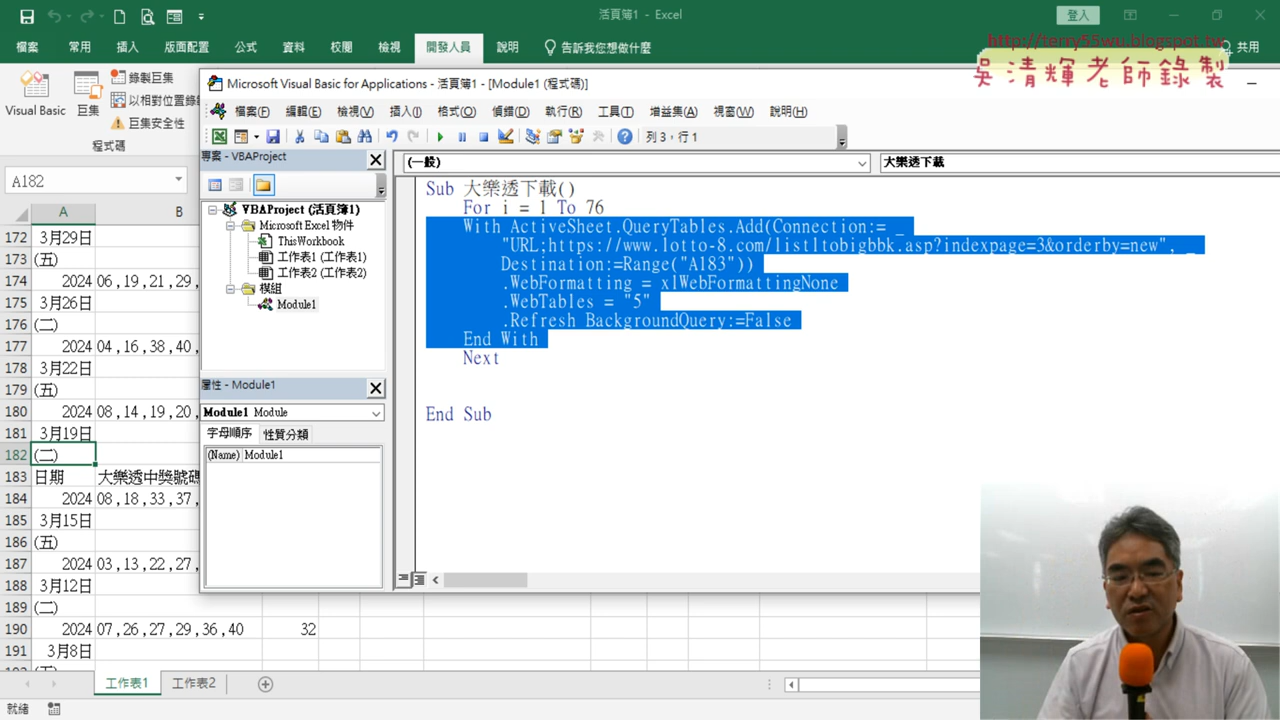 活頁簿1 - Excel
登入
檔案 常用 插入 版面配置 公式 資料 校閱 檢視 開發人員 說明 告訴我您想做什麼 共用
http://terry55wu.blogspot.tw
吳清輝老師錄製
Visual Basic 巨集 錄製巨集
以相對位置錄
巨集安全性
程式碼
A182
A B
172 3月29日
173 (五)
174 2024 06,19,21,29,
175 3月26日
176 (二)
177 2024 04,16,38,40,
178 3月22日
179 (五)
180 2024 08,14,19,20,
181 3月19日
182 (二)
183 日期 大樂透中獎號碼
184 2024 08,18,33,37,
185 3月15日
186 (五)
187 2024 03,13,22,27,
188 3月12日
189 (二)
190 2024 07,26,27,29,36,40 32
191 3月8日
工作表1 工作表2
就緒
Microsoft Visual Basic for Applications - 活頁簿1 - [Module1 (程式碼)]
檔案(F) 編輯(E) 檢視(V) 插入(I) 格式(O) 偵錯(D) 執行(R) 工具(T) 增益集(A) 視窗(W) 說明(H)
列 3，行 1
專案 - VBAProject
VBAProject (活頁簿1)
Microsoft Excel 物件
ThisWorkbook
工作表1 (工作表1)
工作表2 (工作表2)
模組
Module1
屬性 - Module1
Module1 Module
字母順序 性質分類
(Name) Module1
(一般) 大樂透下載
Sub 大樂透下載()
For i = 1 To 76
With ActiveSheet.QueryTables.Add(Connection:= _
"URL;https://www.lotto-8.com/listltobigbbk.asp?indexpage=3&orderby=new", _
Destination:=Range("A183"))
.WebFormatting = xlWebFormattingNone
.WebTables = "5"
.Refresh BackgroundQuery:=False
End With
Next
End Sub